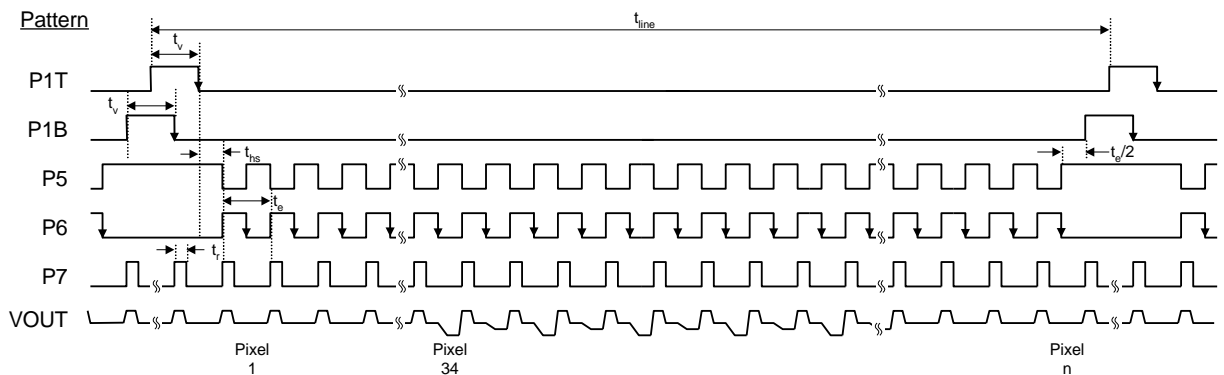 Pattern
t_line
t_v
P1T
t_v
P1B
t_hs
t_e/2
P5
t_e
P6
t_r
P7
VOUT
Pixel
1
Pixel
34
Pixel
n